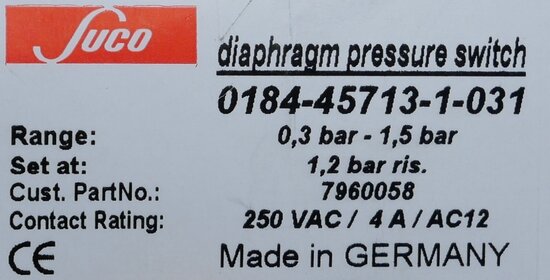 Suco
diaphragm pressure switch
0184-45713-1-031
Range: 0,3 bar - 1,5 bar
Set at: 1,2 bar ris.
Cust. PartNo.: 7960058
Contact Rating: 250 VAC / 4 A / AC12
CE Made in GERMANY